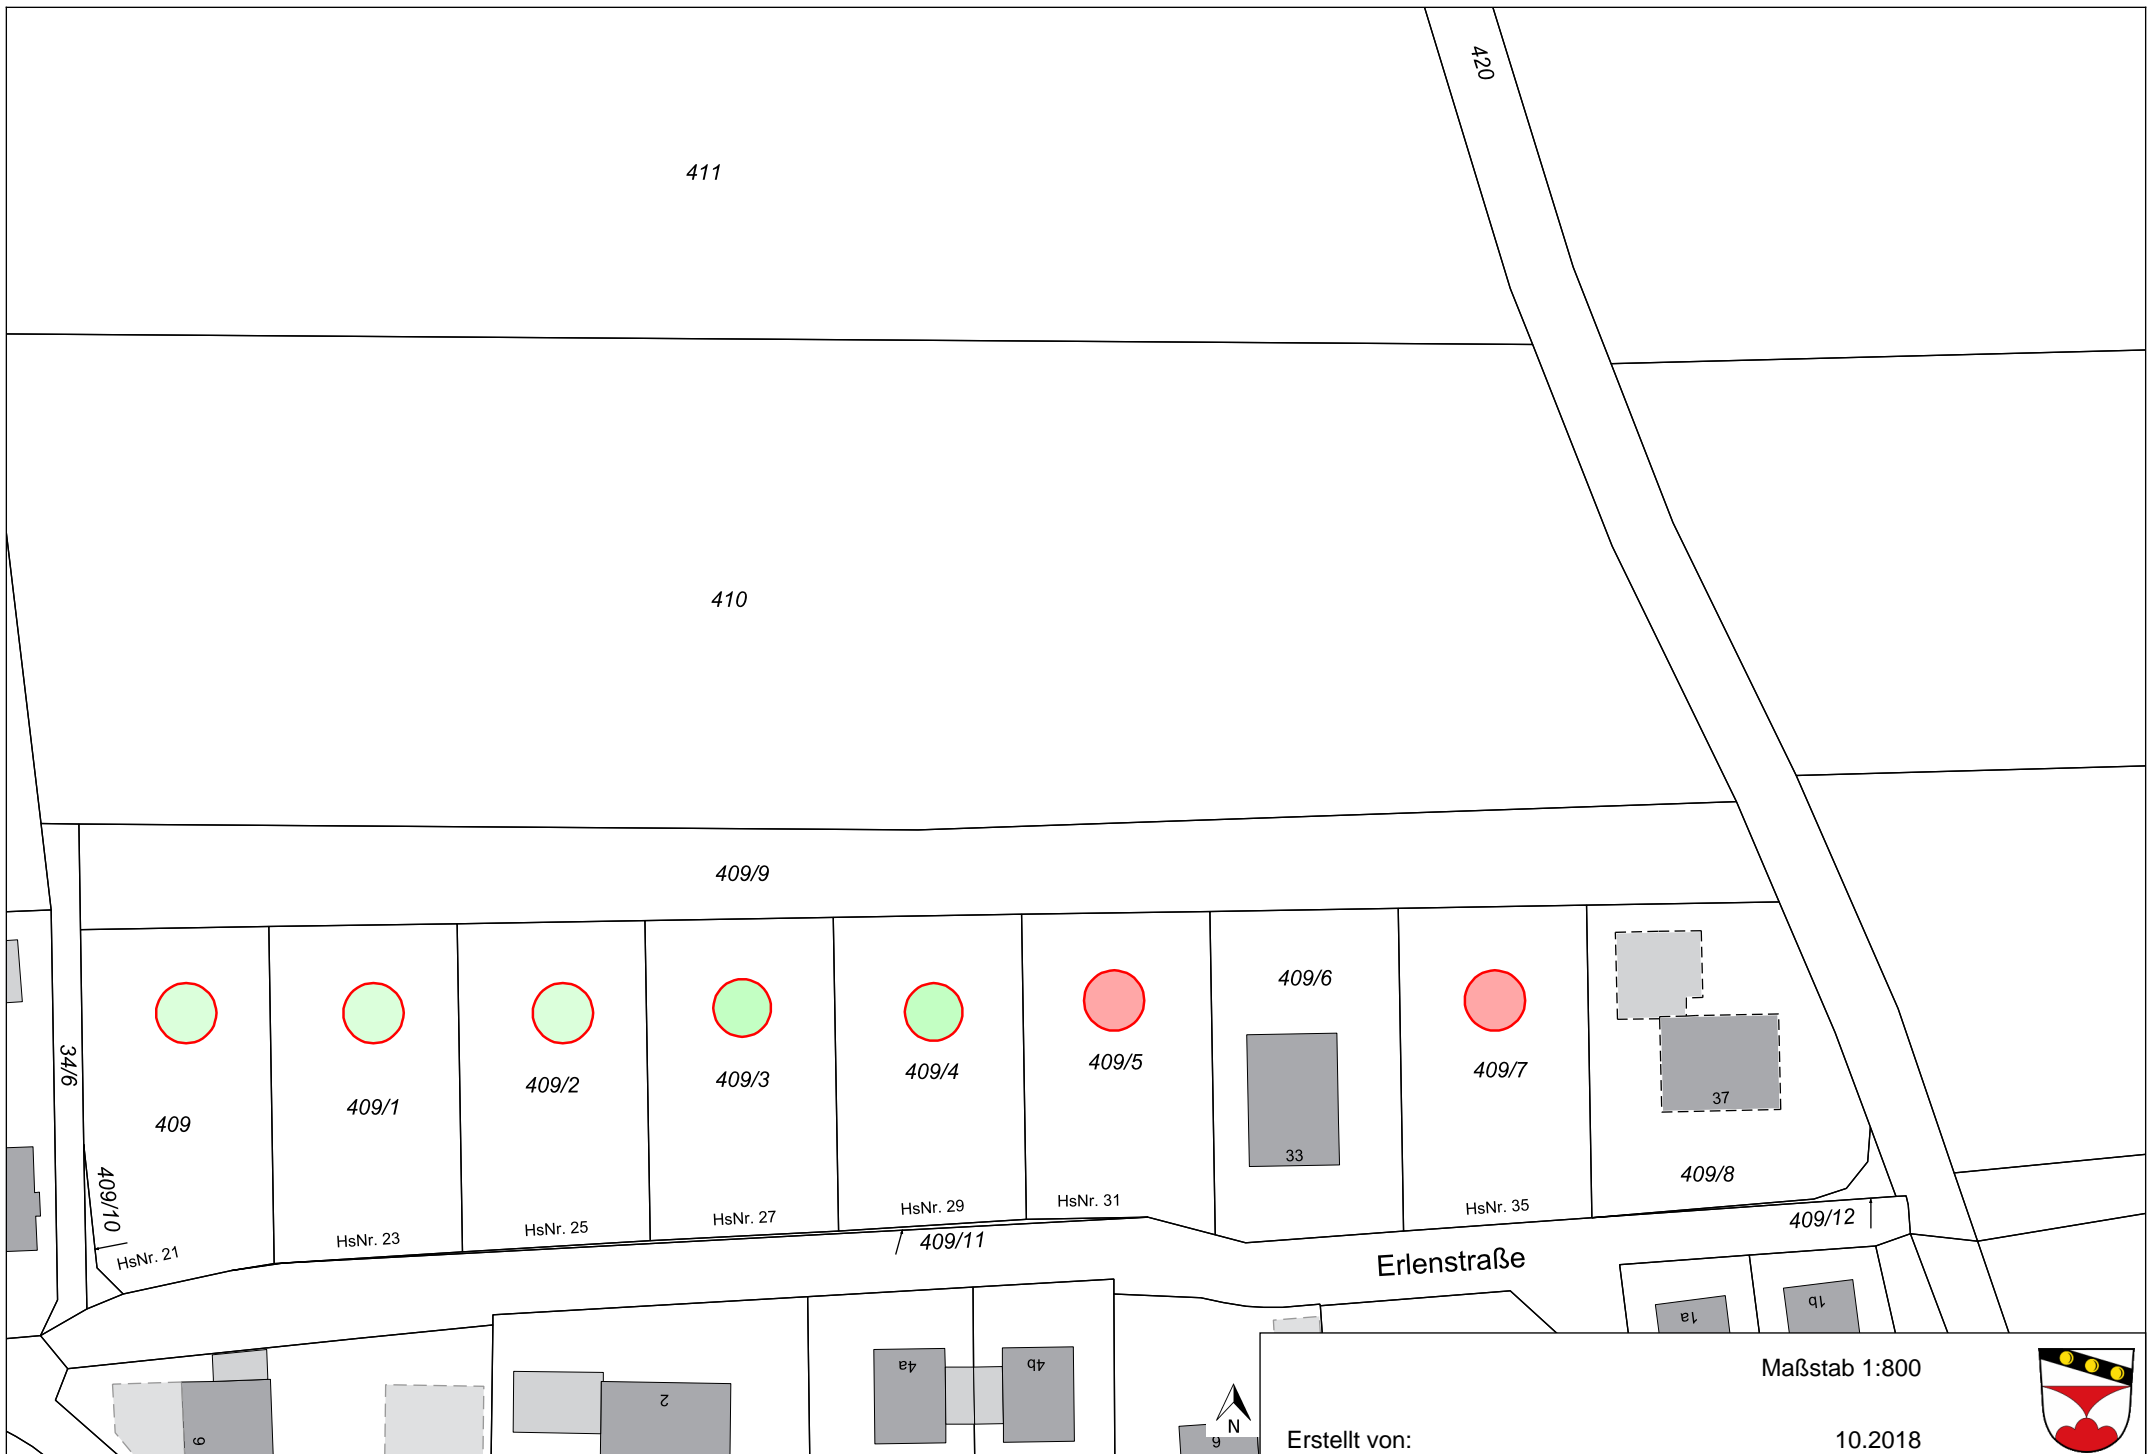 420
411
410
409/9
409/6
34/6
409
409/1
409/2
409/3
409/4
409/5
409/7
37
33
409/8
409/10
HsNr. 21
HsNr. 23
HsNr. 25
HsNr. 27
HsNr. 29
HsNr. 31
HsNr. 35
409/11
409/12
Erlenstraße
1a
1b
4a
4b
2
9
6
N
Maßstab 1:800
Erstellt von:
10.2018